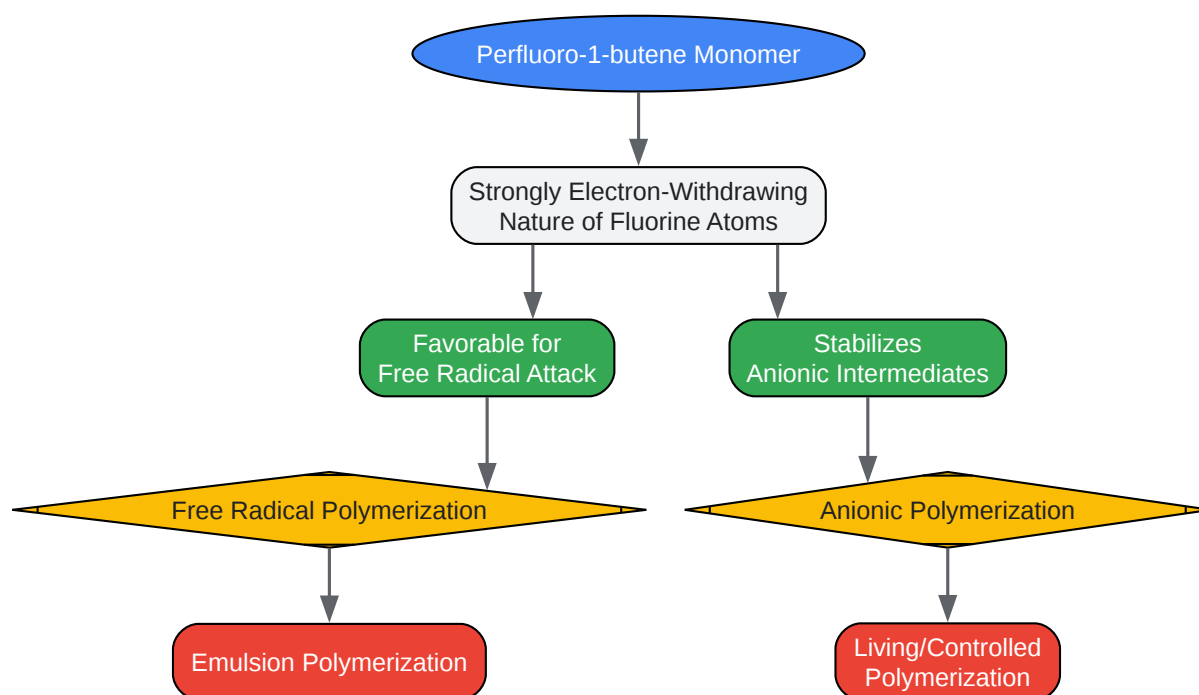 Perfluoro-1-butene Monomer
Strongly Electron-Withdrawing
Nature of Fluorine Atoms
Favorable for
Free Radical Attack
Stabilizes
Anionic Intermediates
Free Radical Polymerization
Anionic Polymerization
Emulsion Polymerization
Living/Controlled
Polymerization